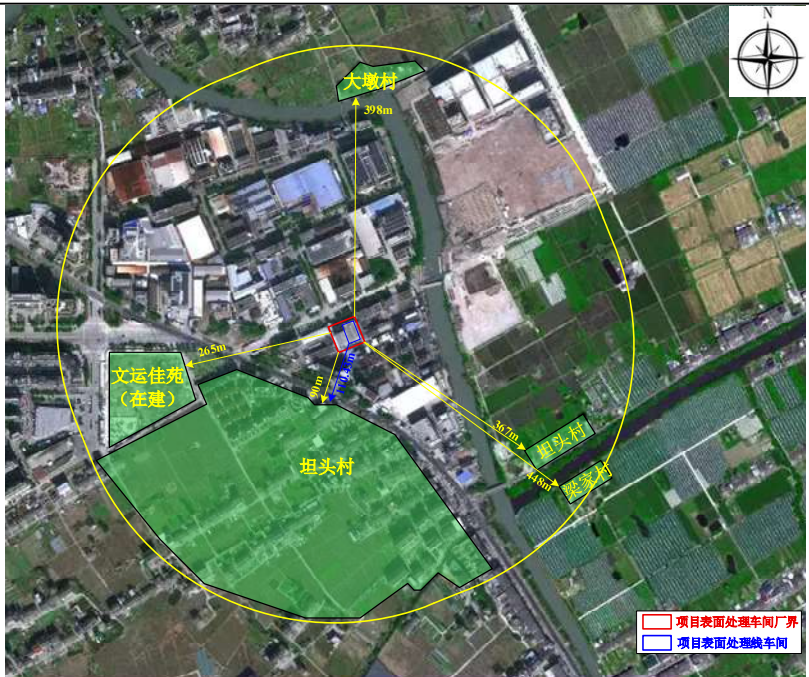 N
大墩村
398m
265m
文运佳苑
（在建）
90m
坦头村
367m
坦头村
448m
梁家村
项目表面处理车间厂界
项目表面处理线车间